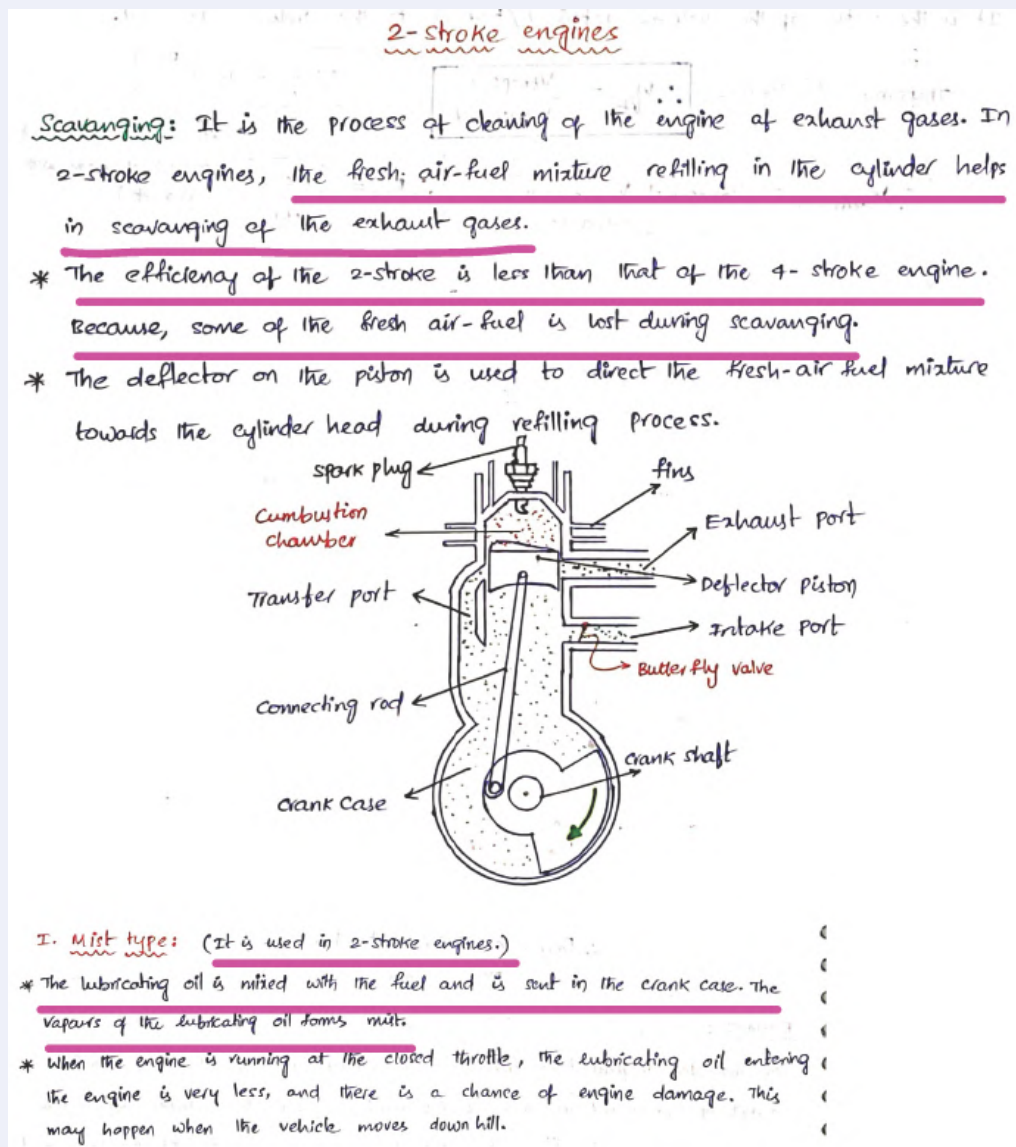 2-stroke engines
Scavanging: It is the process of cleaning of the engine of exhaust gases. In
2-stroke engines, the fresh; air-fuel mixture refilling in the cylinder helps
in scavanging of the exhaust gases.
* The efficienay of the 2-stroke is less than that of the 4- stroke engine.
Because, some of the fresh air-fuel is lost during scavanging.
* The deflector on the piston is used to direct the fresh-air fuel mixture
towards the cylinder head during refilling process.
spark plug
fins
Cumbustion
chamber
Exhaust port
Deflector piston
Transfer port
Intake port
Butterfly valve
Connecting rod
crank shaft
crank case
I. Mist type: (It is used in 2-stroke engines.)
* The lubricating oil is mixed with the fuel and is sent in the crank case. The
vapours of the lubricating oil forms mist.
* When the engine is running at the closed throttle, the lubricating oil entering
the engine is very less, and there is a chance of engine damage. This
may happen when the vehicle moves down hill.